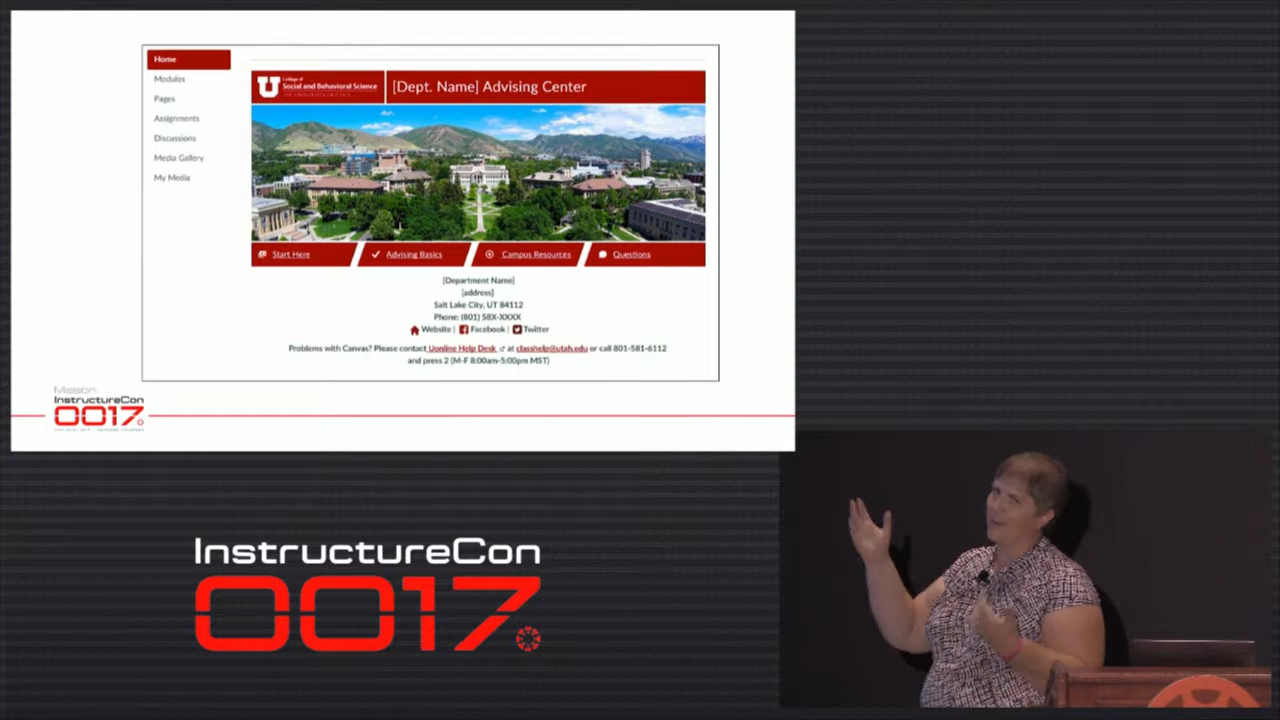 Home
Modules
Pages
Assignments
Discussions
Media Gallery
My Media
U
College of
Social and Behavioral Science
[Dept. Name] Advising Center
Start Here
Advising Basics
Campus Resources
Questions
[Department Name]
[address]
Salt Lake City, UT 84112
Phone: (801) 58X-XXXX
Website | Facebook | Twitter
Problems with Canvas? Please contact Uonline Help Desk at classhelp@utah.edu or call 801-581-6112
and press 2 (M-F 8:00am-5:00pm MST)
Mission:
InstructureCon
0017
InstructureCon
0017